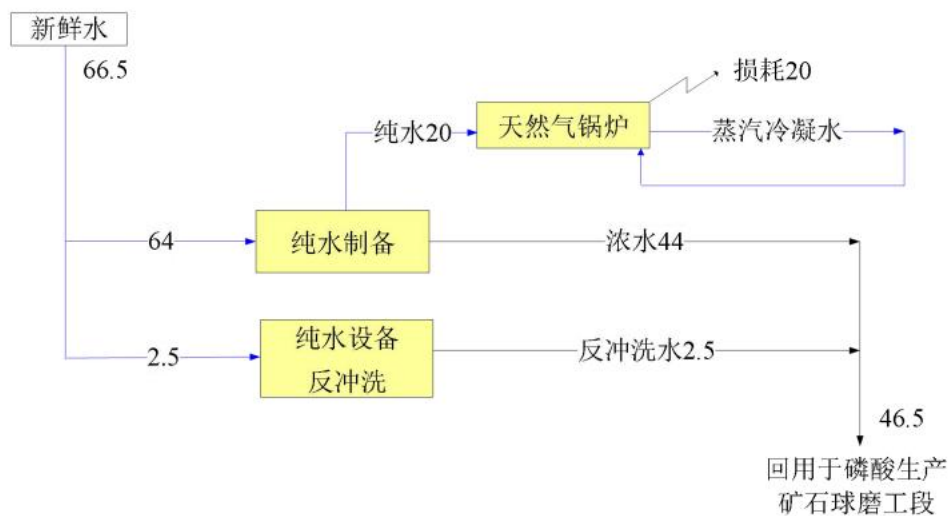 新鲜水
66.5
损耗20
纯水20
天然气锅炉
蒸汽冷凝水
64
纯水制备
浓水44
2.5
纯水设备
反冲洗
反冲洗水2.5
46.5
回用于磷酸生产
矿石球磨工段